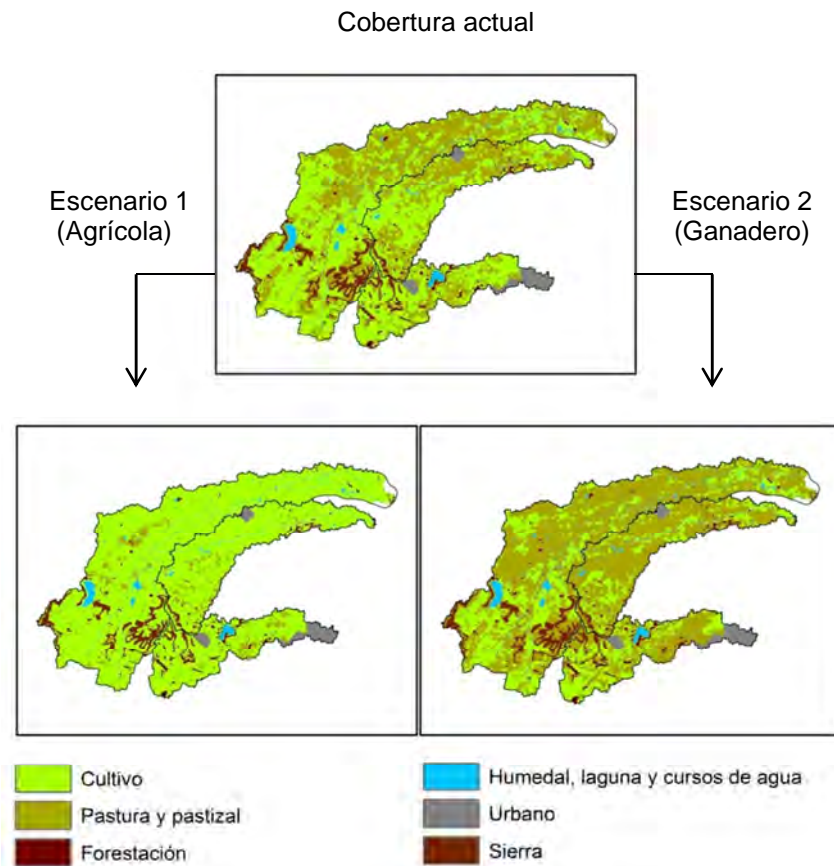 Cobertura actual
Escenario 1
(Agrícola)
Escenario 2
(Ganadero)
Cultivo
Pastura y pastizal
Forestación
Humedal, laguna y cursos de agua
Urbano
Sierra